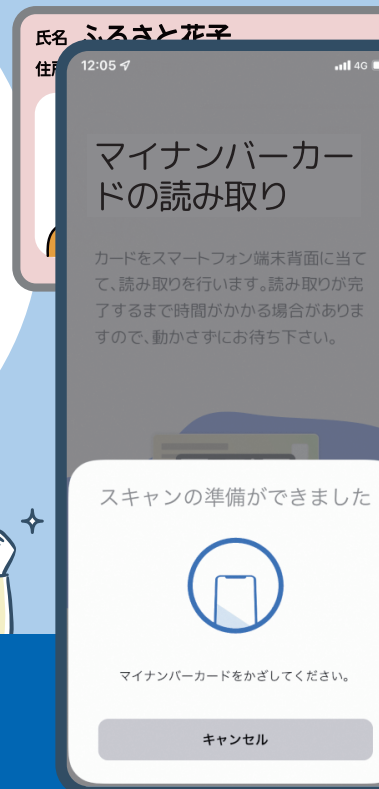 氏名 ふるさと花子
住所
12:05
4G
マイナンバーカー
ドの読み取り
カードをスマートフォン端末背面に当て
て、読み取りを行います。読み取りが完
了するまで時間がかかる場合がありま
すので、動かさずにお待ち下さい。
スキャンの準備ができました
マイナンバーカードをかざしてください。
キャンセル